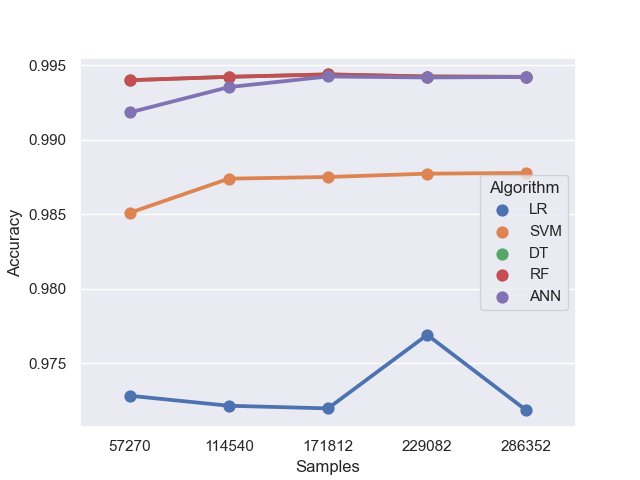 0.995
0.990
0.985
0.980
0.975
Accuracy
Algorithm
LR
SVM
DT
RF
ANN
57270 114540 171812 229082 286352
Samples